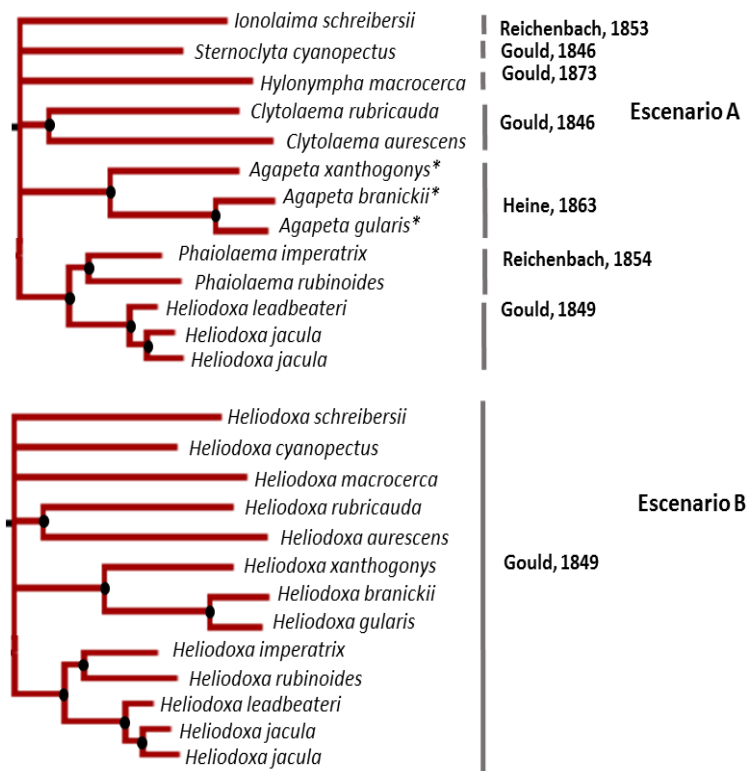 Ionolaima schreibersii
Reichenbach, 1853
Sternoclyta cyanopectus
Gould, 1846
Hylonympha macrocerca
Gould, 1873
Clytolaema rubricauda
Gould, 1846
Escenario A
Clytolaema aurescens
Agapeta xanthogonys*
Agapeta branickii*
Heine, 1863
Agapeta gularis*
Phaiolaema imperatrix
Reichenbach, 1854
Phaiolaema rubinoides
Heliodoxa leadbeateri
Gould, 1849
Heliodoxa jacula
Heliodoxa jacula
Heliodoxa schreibersii
Heliodoxa cyanopectus
Heliodoxa macrocerca
Heliodoxa rubricauda
Escenario B
Heliodoxa aurescens
Heliodoxa xanthogonys
Gould, 1849
Heliodoxa branickii
Heliodoxa gularis
Heliodoxa imperatrix
Heliodoxa rubinoides
Heliodoxa leadbeateri
Heliodoxa jacula
Heliodoxa jacula